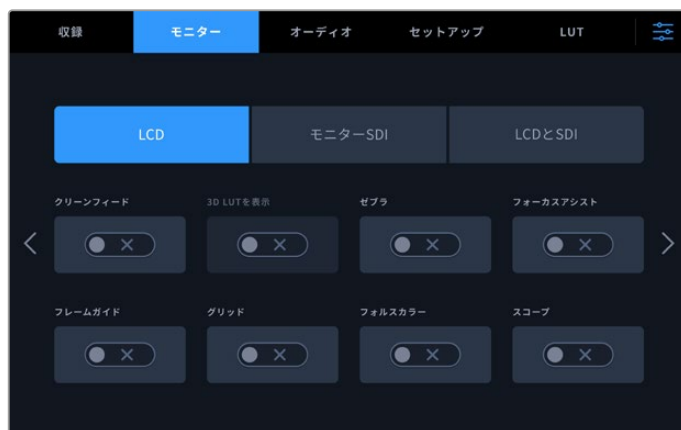 収録 モニター オーディオ セットアップ LUT
LCD モニターSDI LCDとSDI
クリーンフィード 3D LUTを表示 ゼブラ フォーカスアシスト
フレームガイド グリッド フォルスカラー スコープ